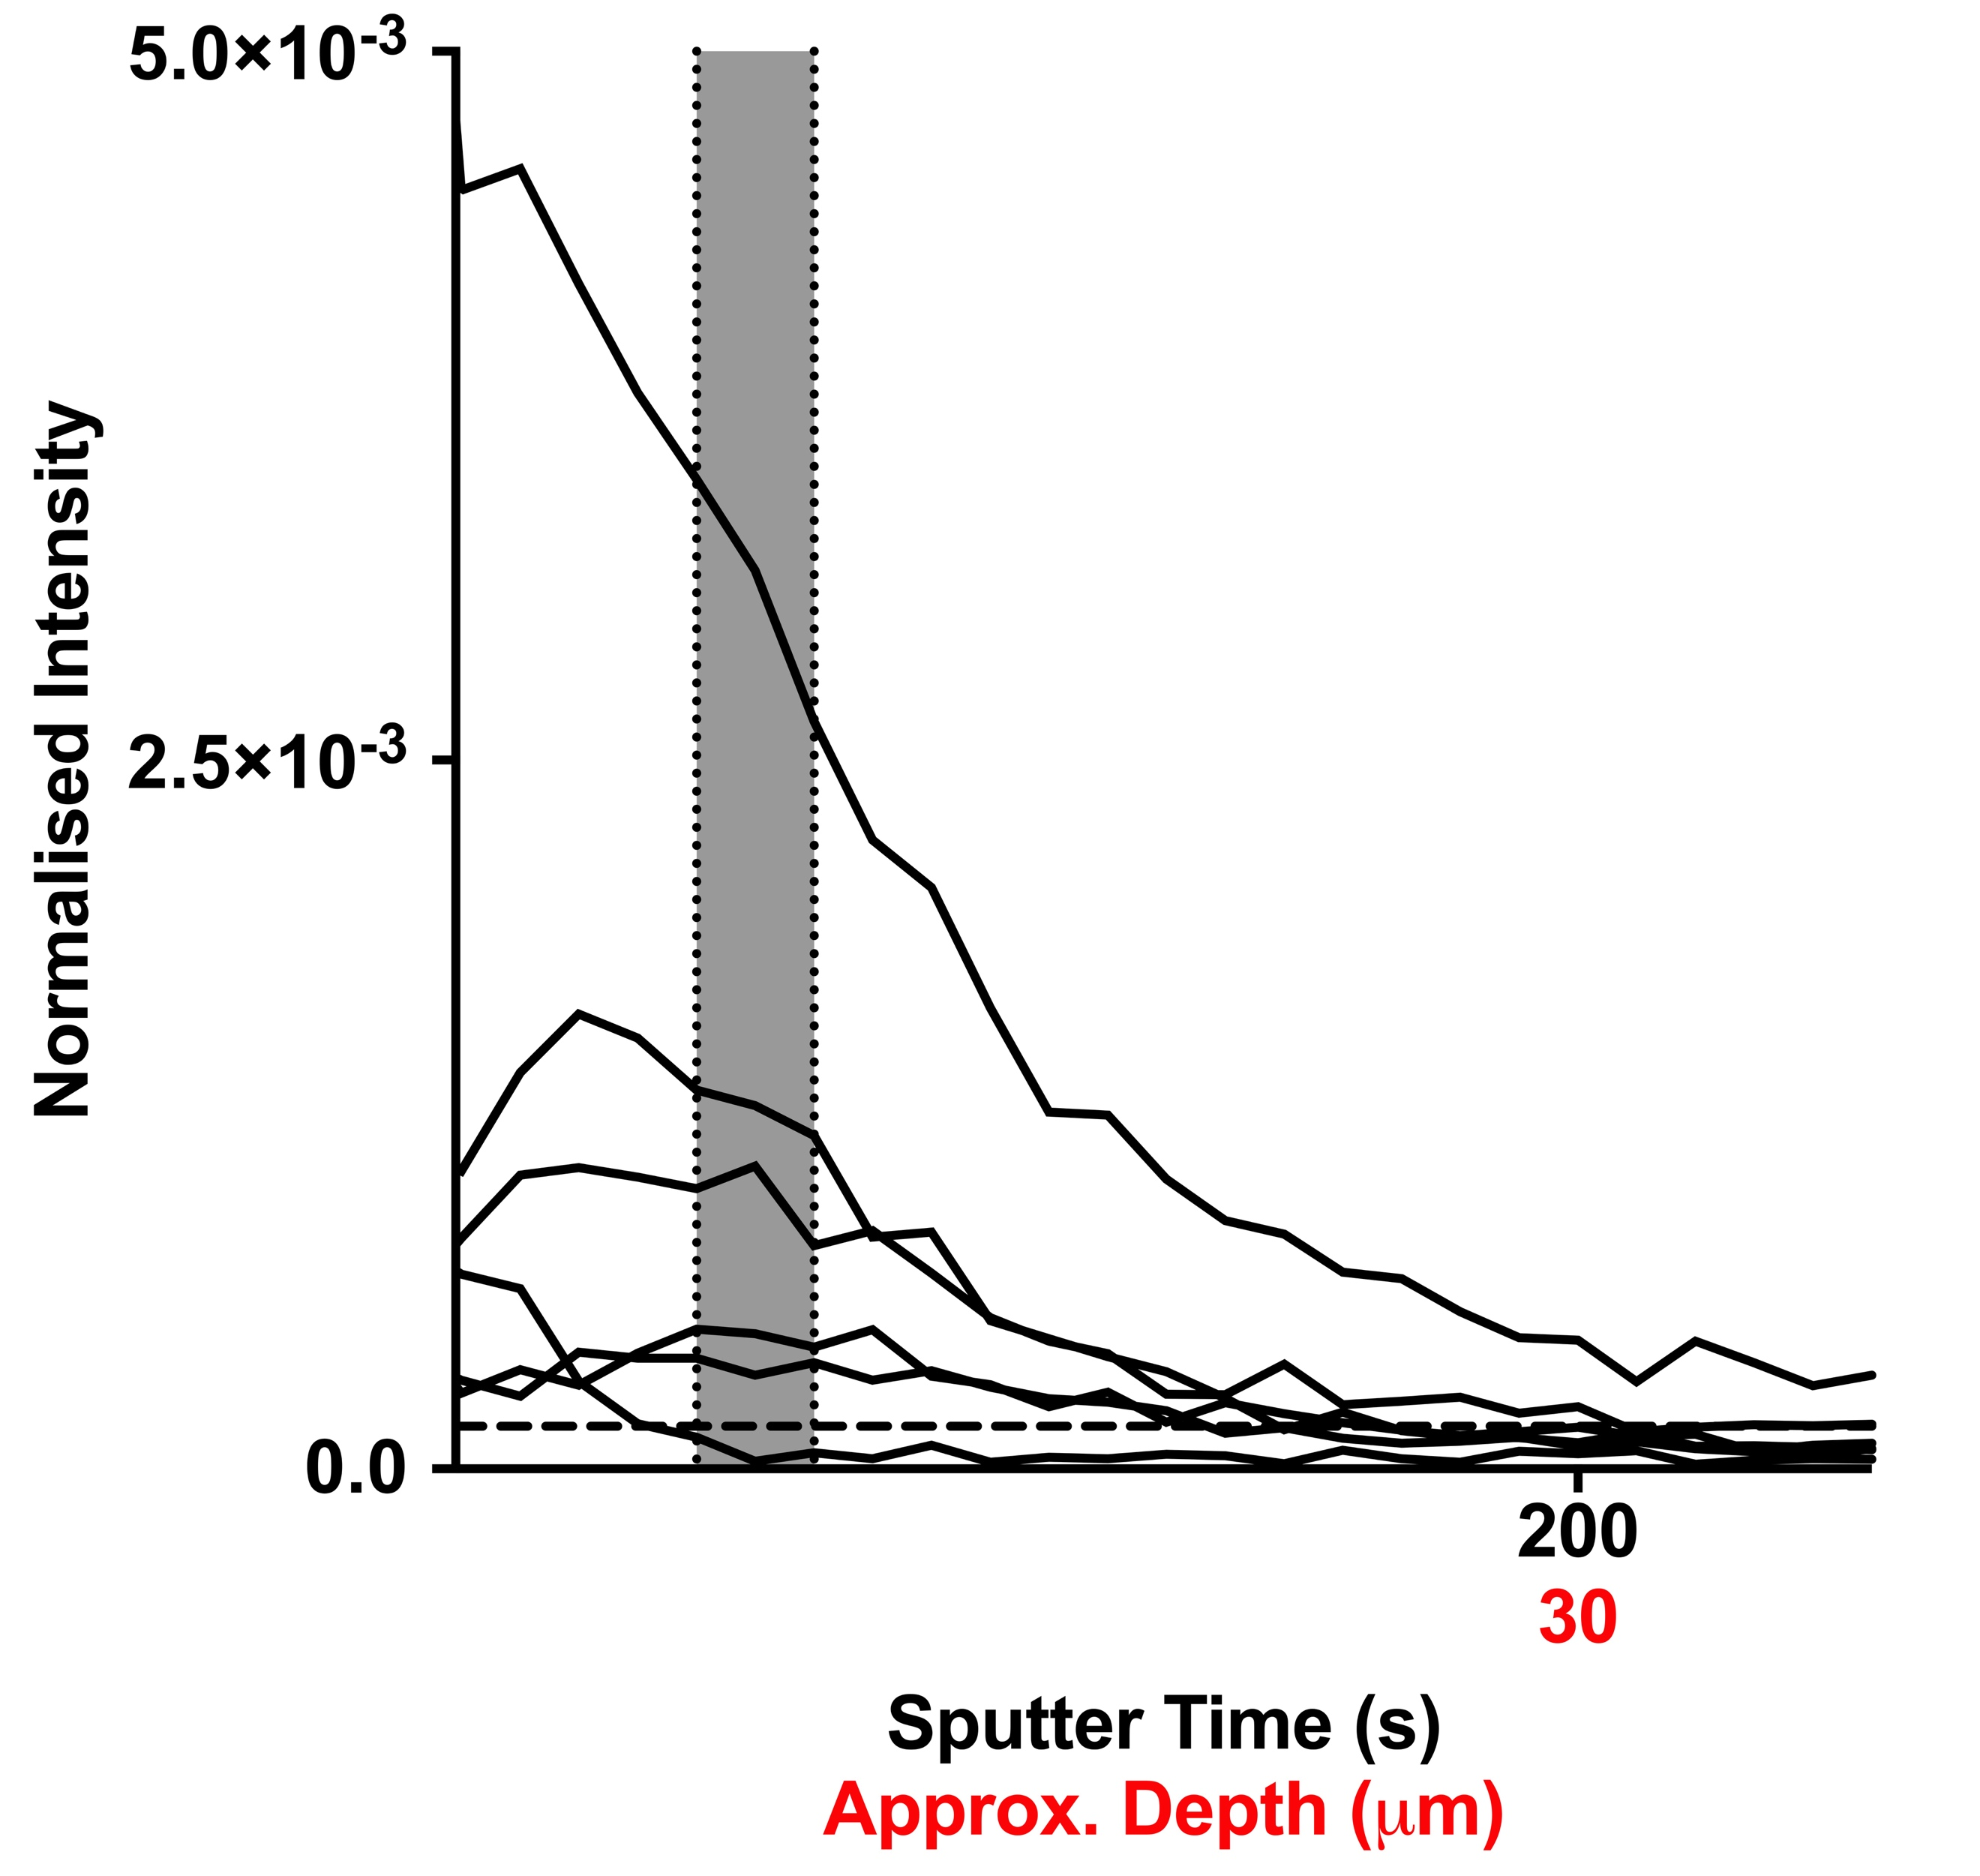 5.0×10⁻³
Normalised Intensity
2.5×10⁻³
0.0
200
30
Sputter Time (s)
Approx. Depth (μm)